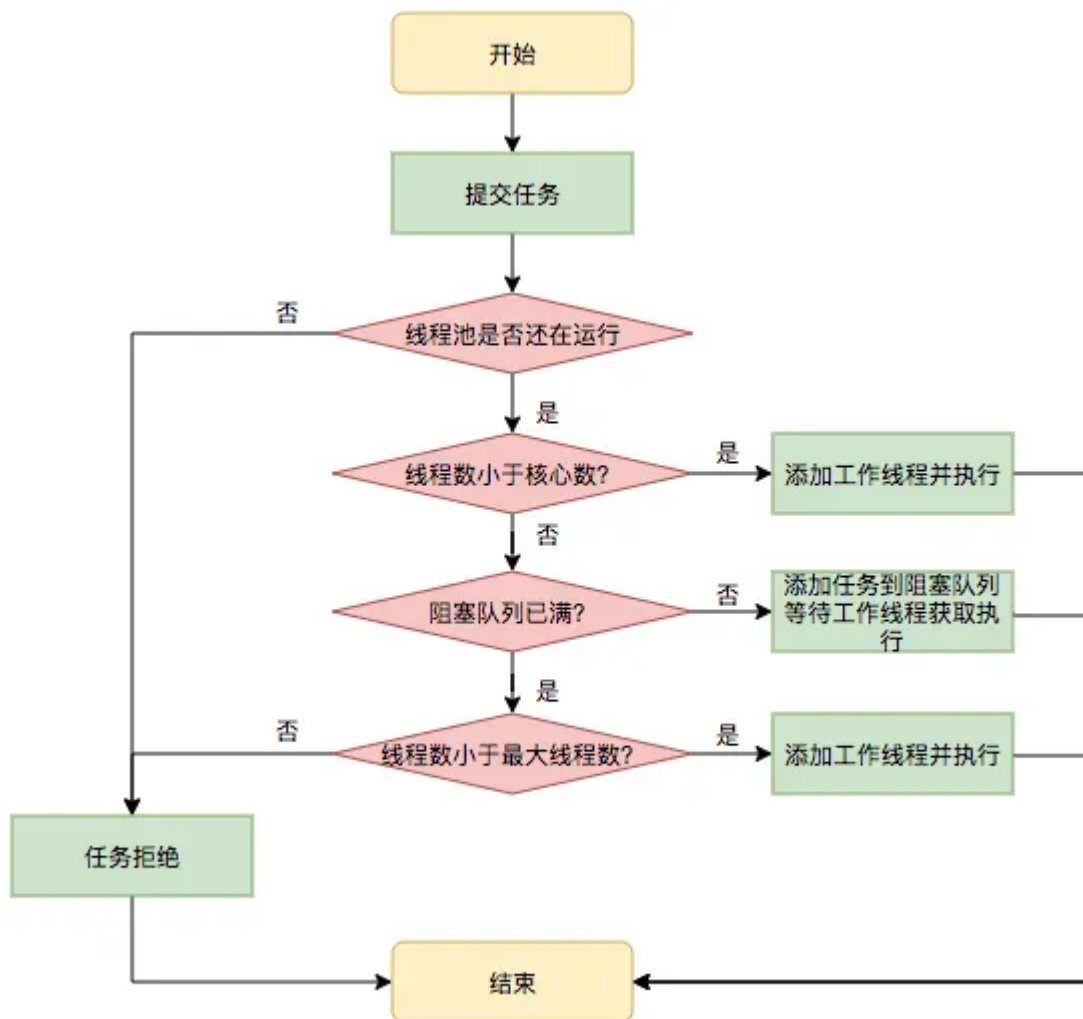 开始
提交任务
否
线程池是否还在运行
是
线程数小于核心数?
是
添加工作线程并执行
否
阻塞队列已满?
否
添加任务到阻塞队列
等待工作线程获取执
行
是
否
线程数小于最大线程数?
是
添加工作线程并执行
任务拒绝
结束